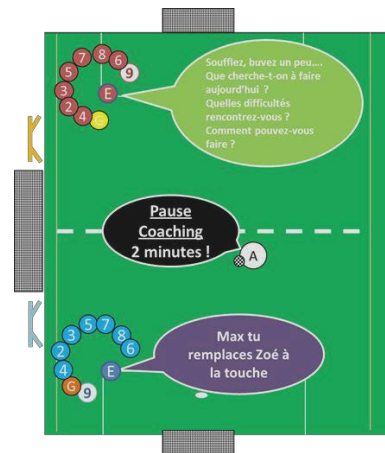 7
8
6
5
9
3
E
2
4
G
Soufflez, buvez un peu….
Que cherche-t-on à faire
aujourd'hui ?
Quelles difficultés
rencontrez-vous ?
Comment pouvez-vous
faire ?
Pause
Coaching
2 minutes !
A
5
7
3
8
2
6
4
E
G
9
Max tu
remplaces Zoé à
la touche